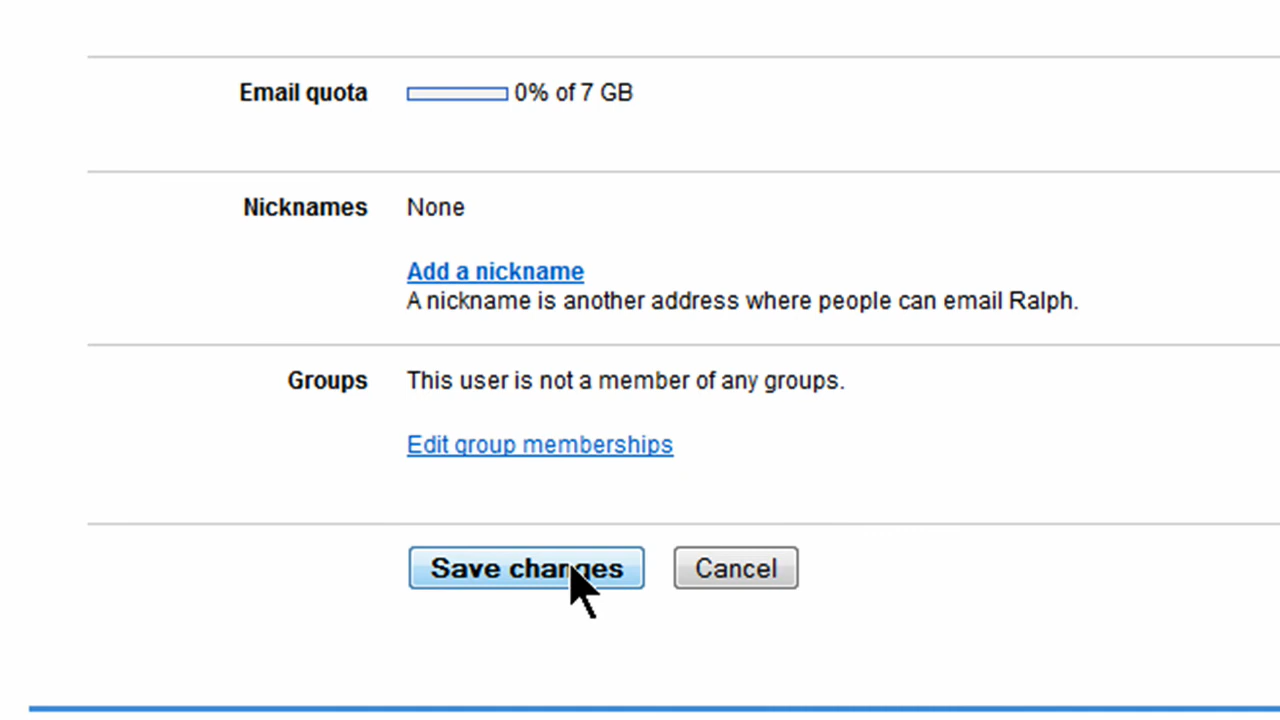 Email quota 0% of 7 GB
Nicknames None
Add a nickname
A nickname is another address where people can email Ralph.
Groups This user is not a member of any groups.
Edit group memberships
Save changes Cancel